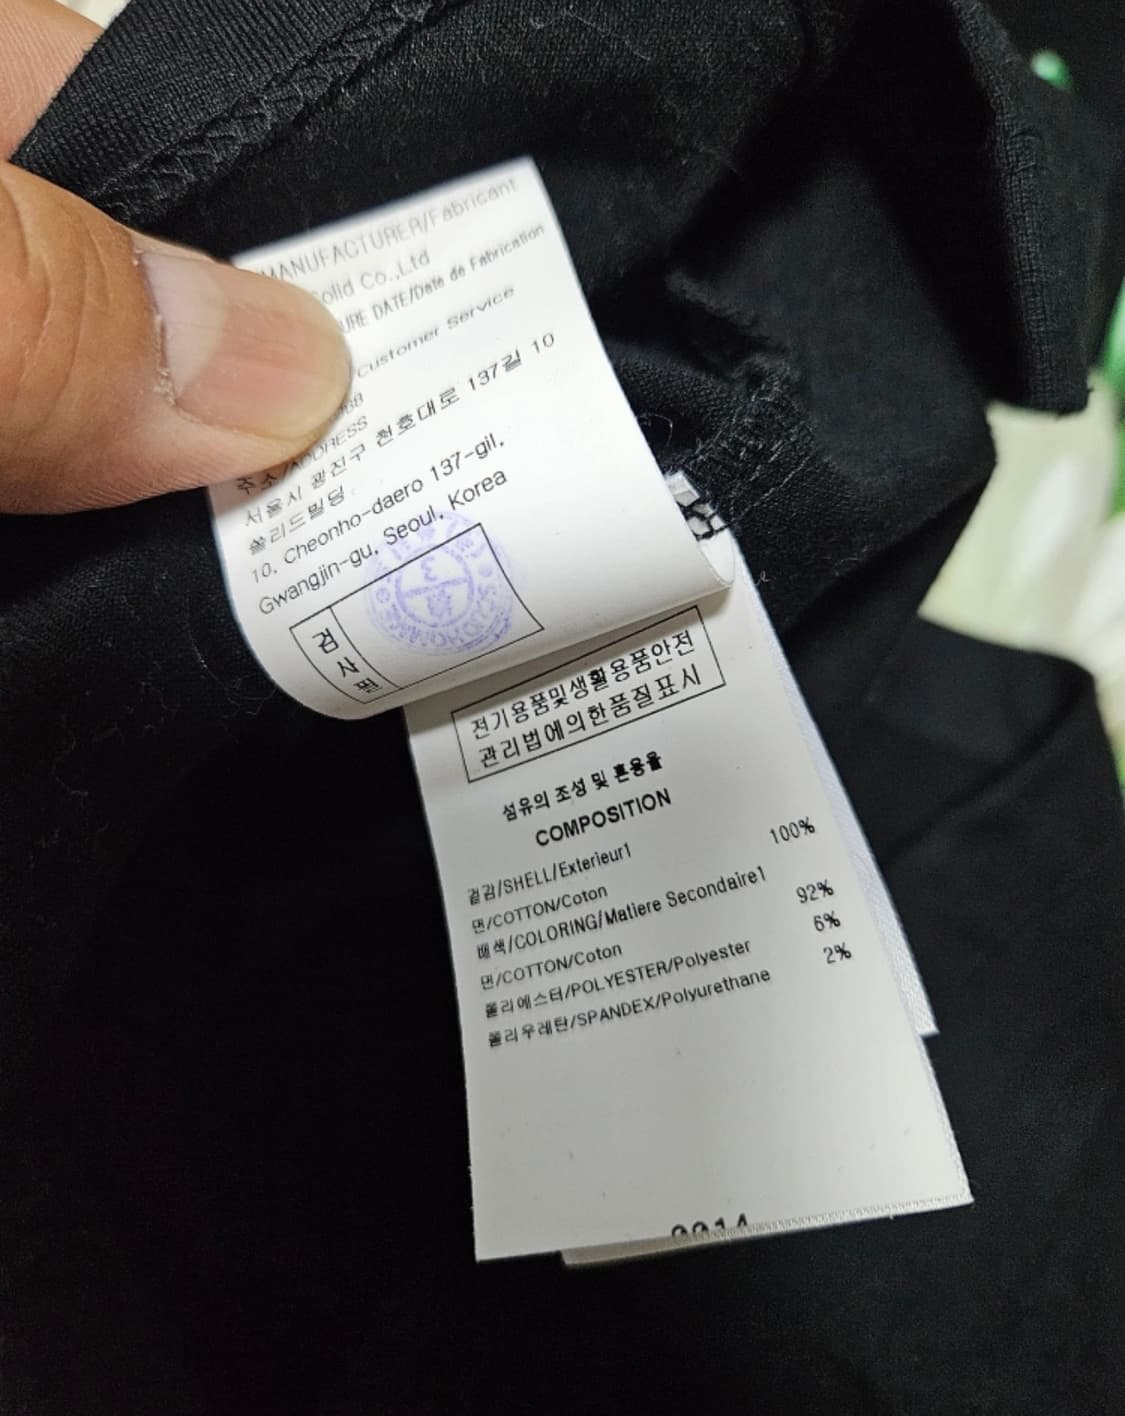 MANUFACTURER/Fabricant
solid Co.,Ltd
URE DATE/Date de Fabrication
Customer Service
68
주소/ADDRESS
서울시 광진구 천호대로 137길 10
쏠리드빌딩
10, Cheonho-daero 137-gil,
Gwangjin-gu, Seoul, Korea
검사필
전기용품및생활용품안전
관리법에의한품질표시
섬유의 조성 및 혼용율
COMPOSITION
겉감/SHELL/Exterieur1
면/COTTON/Coton 100%
배색/COLORING/Matiere Secondaire1
면/COTTON/Coton 92%
폴리에스터/POLYESTER/Polyester 6%
폴리우레탄/SPANDEX/Polyurethane 2%